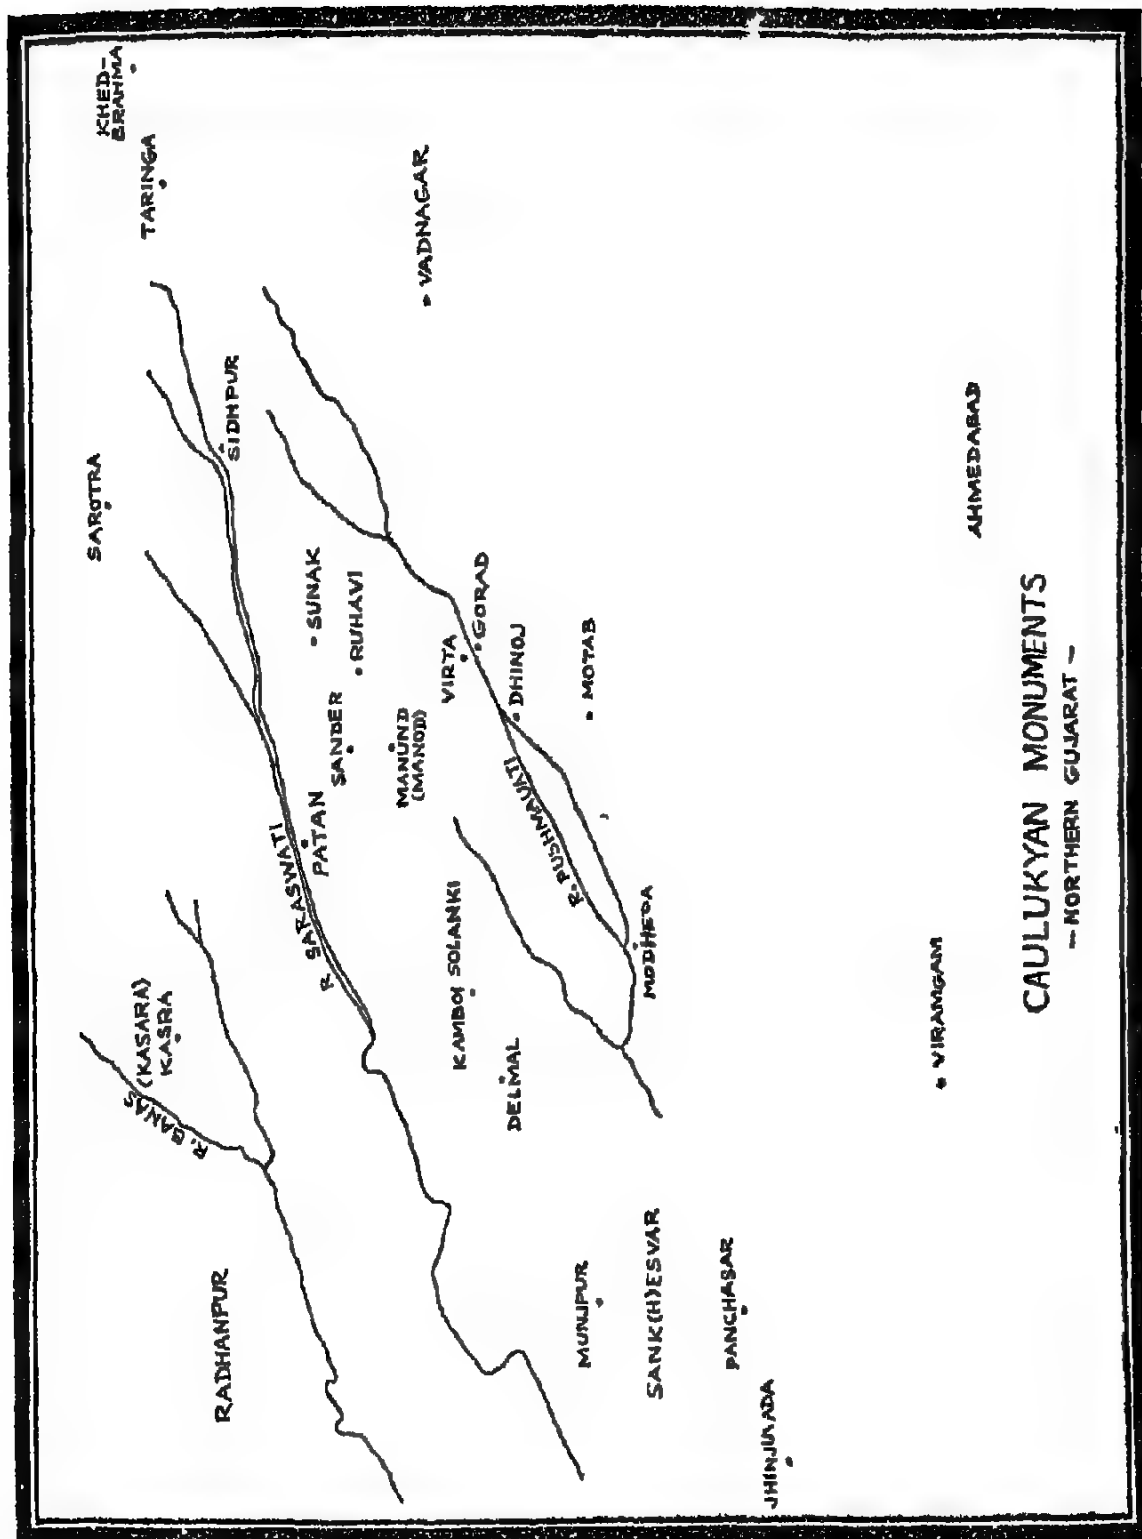 KHED-
BRAHMA
TARINGA
SAROTRA
SIDHPUR
VADNAGAR
SUNAK
RUHAVI
SANDER
PATAN
R SARASWATI
MANUND
(MANOD)
VIRTA
GORAD
DHINOJ
MOTAB
R. PUSHMAVATI
(KASARA)
KASRA
R. BANAS
KAMBOI SOLANKI
DELMAL
MODHERA
RADHANPUR
MUNJPUR
SANK(H)ESVAR
PANCHASAR
JHINJUADA
VIRAMGAM
AHMEDABAD
CAULUKYAN MONUMENTS
— NORTHERN GUJARAT —